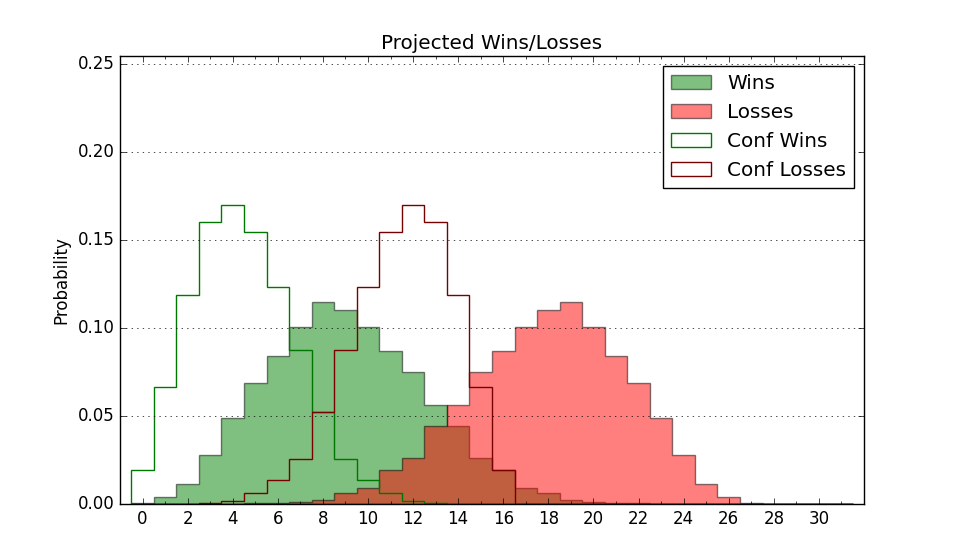 Projected Wins/Losses
0.25
0.20
0.15
0.10
0.05
0.00
Probability
Wins
Losses
Conf Wins
Conf Losses
0 2 4 6 8 10 12 14 16 18 20 22 24 26 28 30